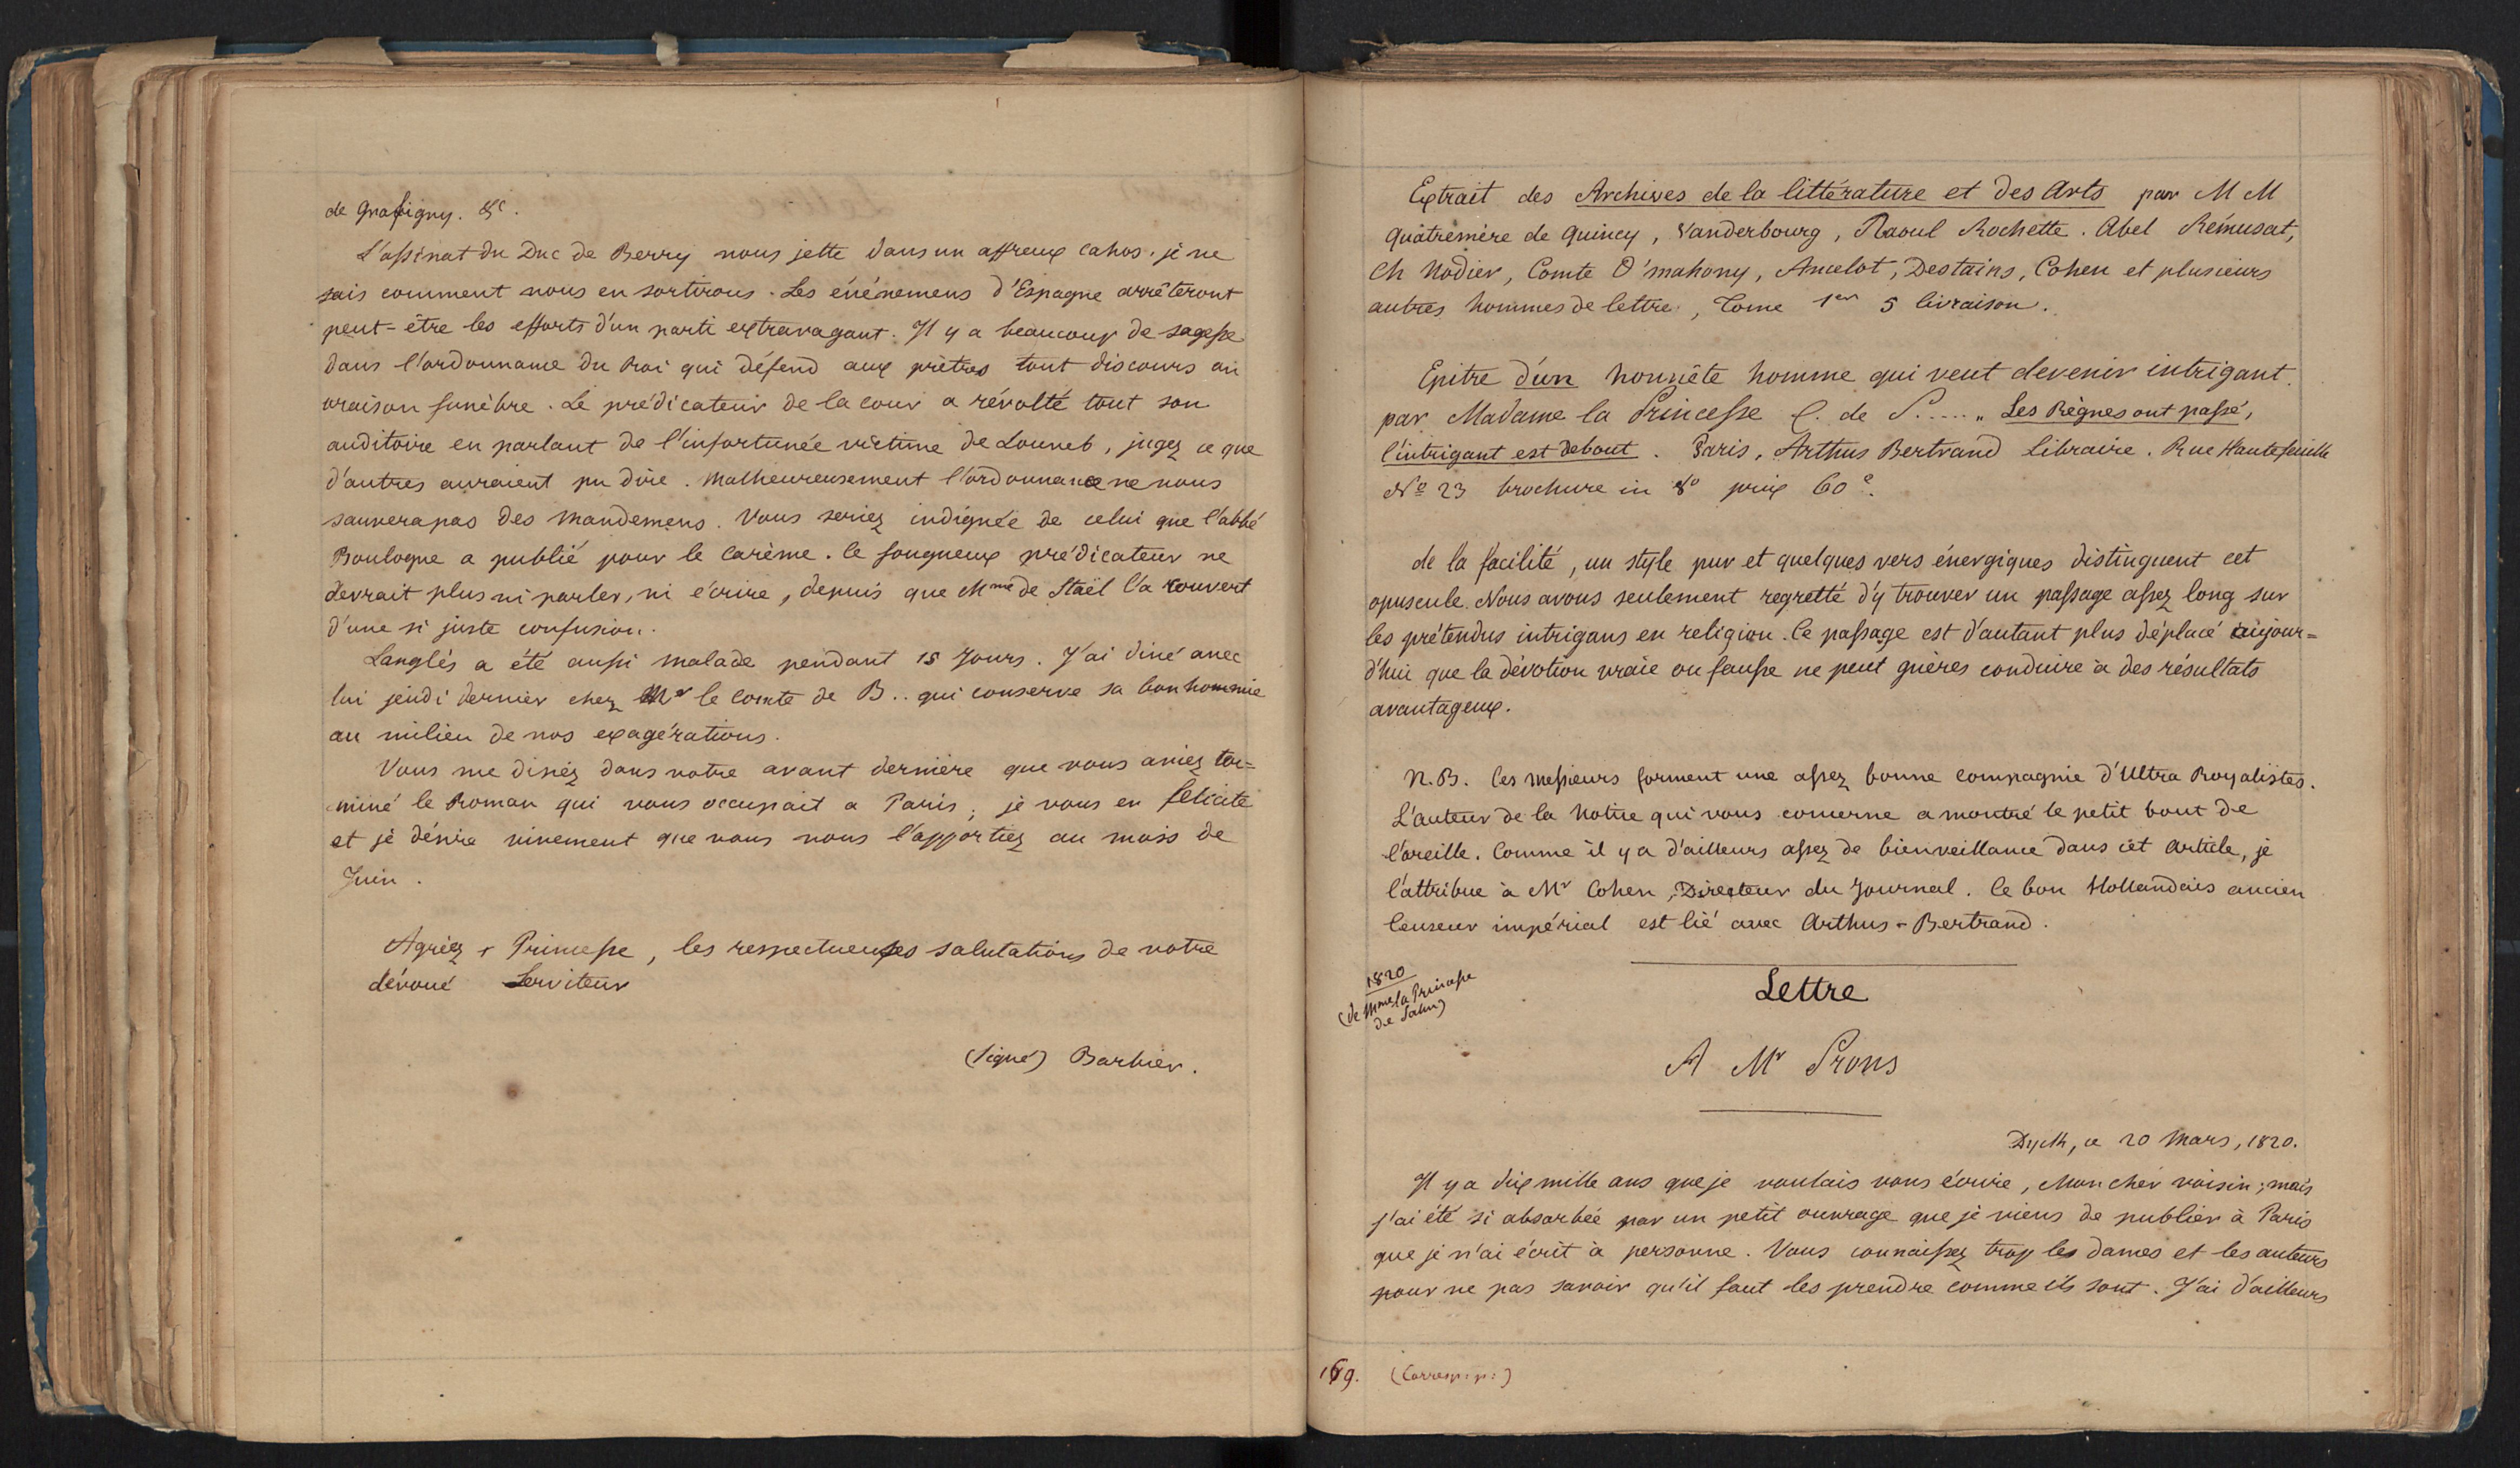 de Graffigny. &c.
L'assinat du Duc de Berry nous jette dans un affreux cahos. je ne
sais comment nous en sortirons. Les événemens d'Espagne arrêteront
peut-être les efforts d'un parti extravagant. Il y a beaucoup de sagesse
dans l'ordonnance du Roi qui défend aux prêtres tout discours ou
oraison funèbre. Le prédicateur de la cour a révolté tout son
auditoire en parlant de l'infortunée victime de Louvet, jugez ce que
d'autres auraient pu dire. Malheureusement l'ordonnance ne nous
sauvera pas des Mandemens. Vous seriez indignée de celui que l'abbé
Boulogne a publié pour le Carème. Ce fougueux prédicateur ne
devrait plus ni parler, ni écrire, depuis que Mme de Staël l'a couvert
d'une si juste confusion.
Langlès a été aussi malade pendant 15 Jours. J'ai diné avec
lui jeudi dernier chez Mr le Comte de B.. qui conserve sa bonhommie
au milieu de nos exagérations.
Vous me disiez dans votre avant dernière que vous aviez ter=
miné le Roman qui vous occupait a Paris; je vous en félicite
et je désire vivement que vous nous l'apportiez au mois de
Juin.
Agréez, Princesse, les respectueuses salutations de votre
dévoué Serviteur
(Signé) Barbier.
Extrait des Archives de la littérature et des Arts par M M
Quatremère de Quincy, Vanderbourg, Raoul Rochette. Abel Rémusat,
Ch Nodier, Comte O'mahony, Ancelot, Destains, Cohen et plusieurs
autres hommes de lettre, Tome 1er 5 livraison.
Epitre d'un honnête homme qui veut devenir intrigant.
par Madame la Princesse C. de S..... „ Les Règnes ont passé,
l'intrigant est debout. Paris, Arthus Bertrand Libraire. Rue Hautefeuille
No 23 brochure in 8o prix 60 c.
de la facilité, un style pur et quelques vers énergiques distinguent cet
opuscule. Nous avons seulement regretté d'y trouver un passage assez long sur
les prétendus intrigans en religion. Ce passage est d'autant plus déplacé aujour=
d'hui que la dévotion vraie ou fausse ne peut guères conduire à des résultats
avantageux.
N.B. Ces messieurs forment une assez bonne compagnie d'Ultra Royalistes.
L'auteur de la Notice qui vous concerne a montré le petit bout de
l'oreille. Comme il y a d'ailleurs assez de bienveillance dans cet Article, je
l'attribue à Mr Cohen, Directeur du Journal. Ce bon Hollandais ancien
Censeur impérial est lié avec Arthus-Bertrand.
1820
(de Mme la Princesse
de Salm)
Lettre
A Mr Prons
Dyck, ce 20 Mars, 1820.
Il y a dix mille ans que je voulais vous écrire, Mon cher voisin; mais
j'ai été si absorbée par un petit ouvrage que je viens de publier à Paris
que je n'ai écrit à personne. Vous connaissez trop les dames et les auteurs
pour ne pas savoir qu'il faut les prendre comme ils sont. J'ai d'ailleurs
169. (Corresp: p:)